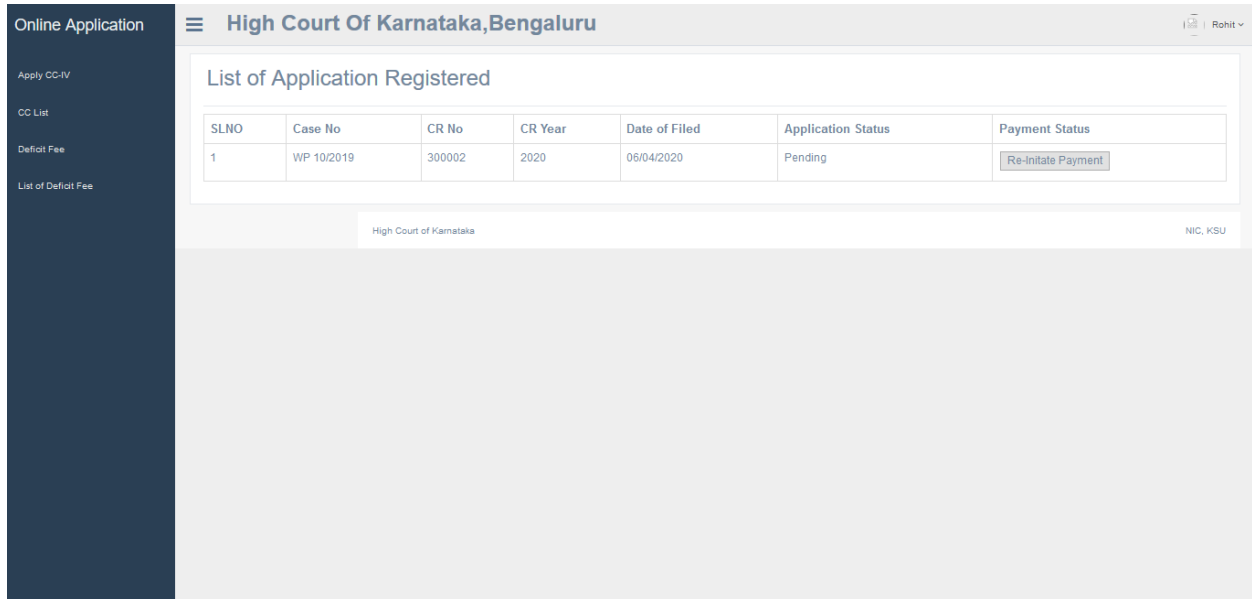 Online Application
High Court Of Karnataka,Bengaluru
Rohit
Apply CC-IV
CC List
Deficit Fee
List of Deficit Fee
List of Application Registered
SLNO Case No CR No CR Year Date of Filed Application Status Payment Status
1 WP 10/2019 300002 2020 06/04/2020 Pending Re-Initate Payment
High Court of Karnataka NIC, KSU